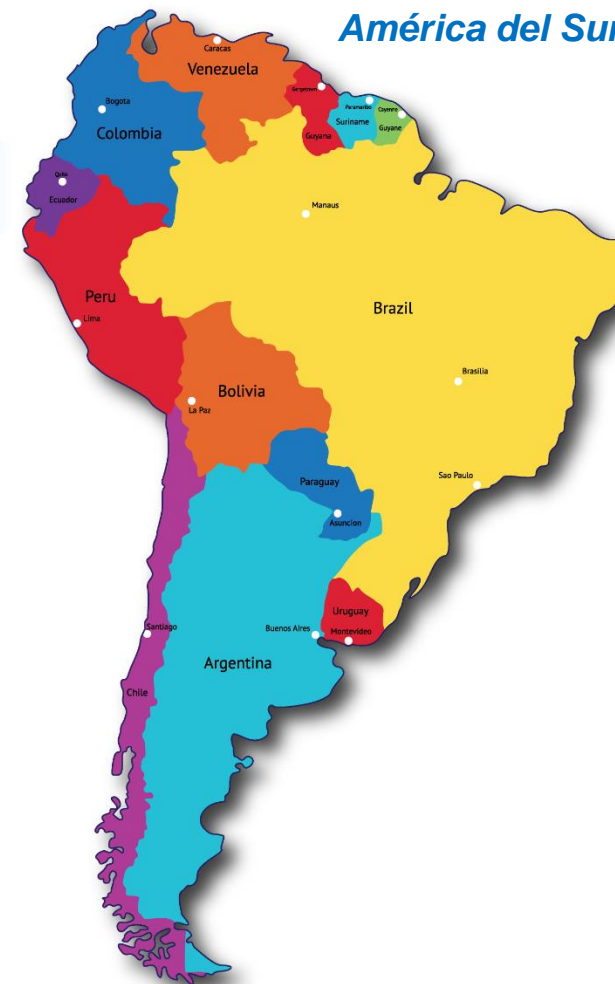 América del Sur
Caracas
Venezuela
Bogota
Colombia
Georgetown
Guyana
Paramaribo
Suriname
Cayenne
Guyane
Quito
Ecuador
Manaus
Peru
Lima
Brazil
Brasilia
Bolivia
La Paz
Sao Paulo
Paraguay
Asuncion
Uruguay
Montevideo
Buenos Aires
Santiago
Argentina
Chile